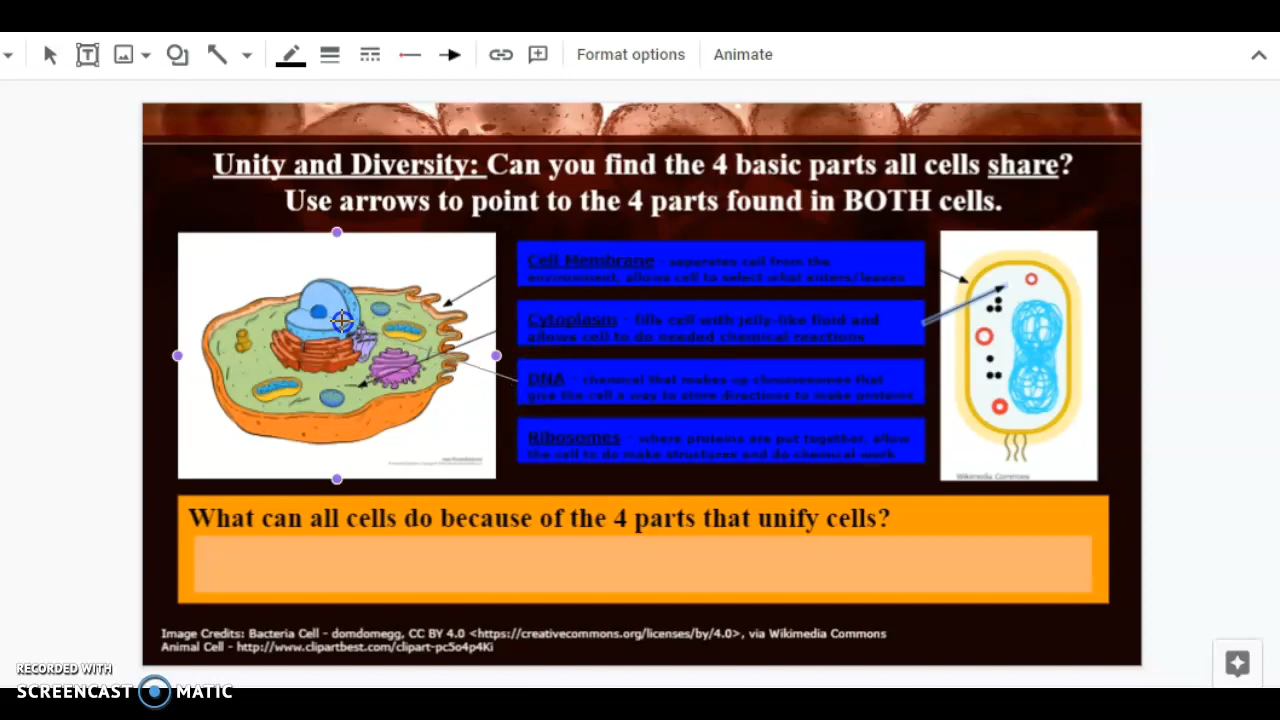 Format options
Animate
Unity and Diversity: Can you find the 4 basic parts all cells share?
Use arrows to point to the 4 parts found in BOTH cells.
Cell Membrane - separates cell from the
environment, allows cell to select what enters/leaves
Cytoplasm - fills cell with jelly-like fluid and
allows cell to do needed chemical reactions
DNA - chemical that makes up chromosomes that
give the cell a way to store directions to make proteins
Ribosomes - where proteins are put together, allow
the cell to do make structures and do chemical work
Wikimedia Commons
What can all cells do because of the 4 parts that unify cells?
Image Credits: Bacteria Cell - domdomegg, CC BY 4.0 <https://creativecommons.org/licenses/by/4.0>, via Wikimedia Commons
Animal Cell - http://www.clipartbest.com/clipart-pc5o4p4Ki
RECORDED WITH
SCREENCAST MATIC